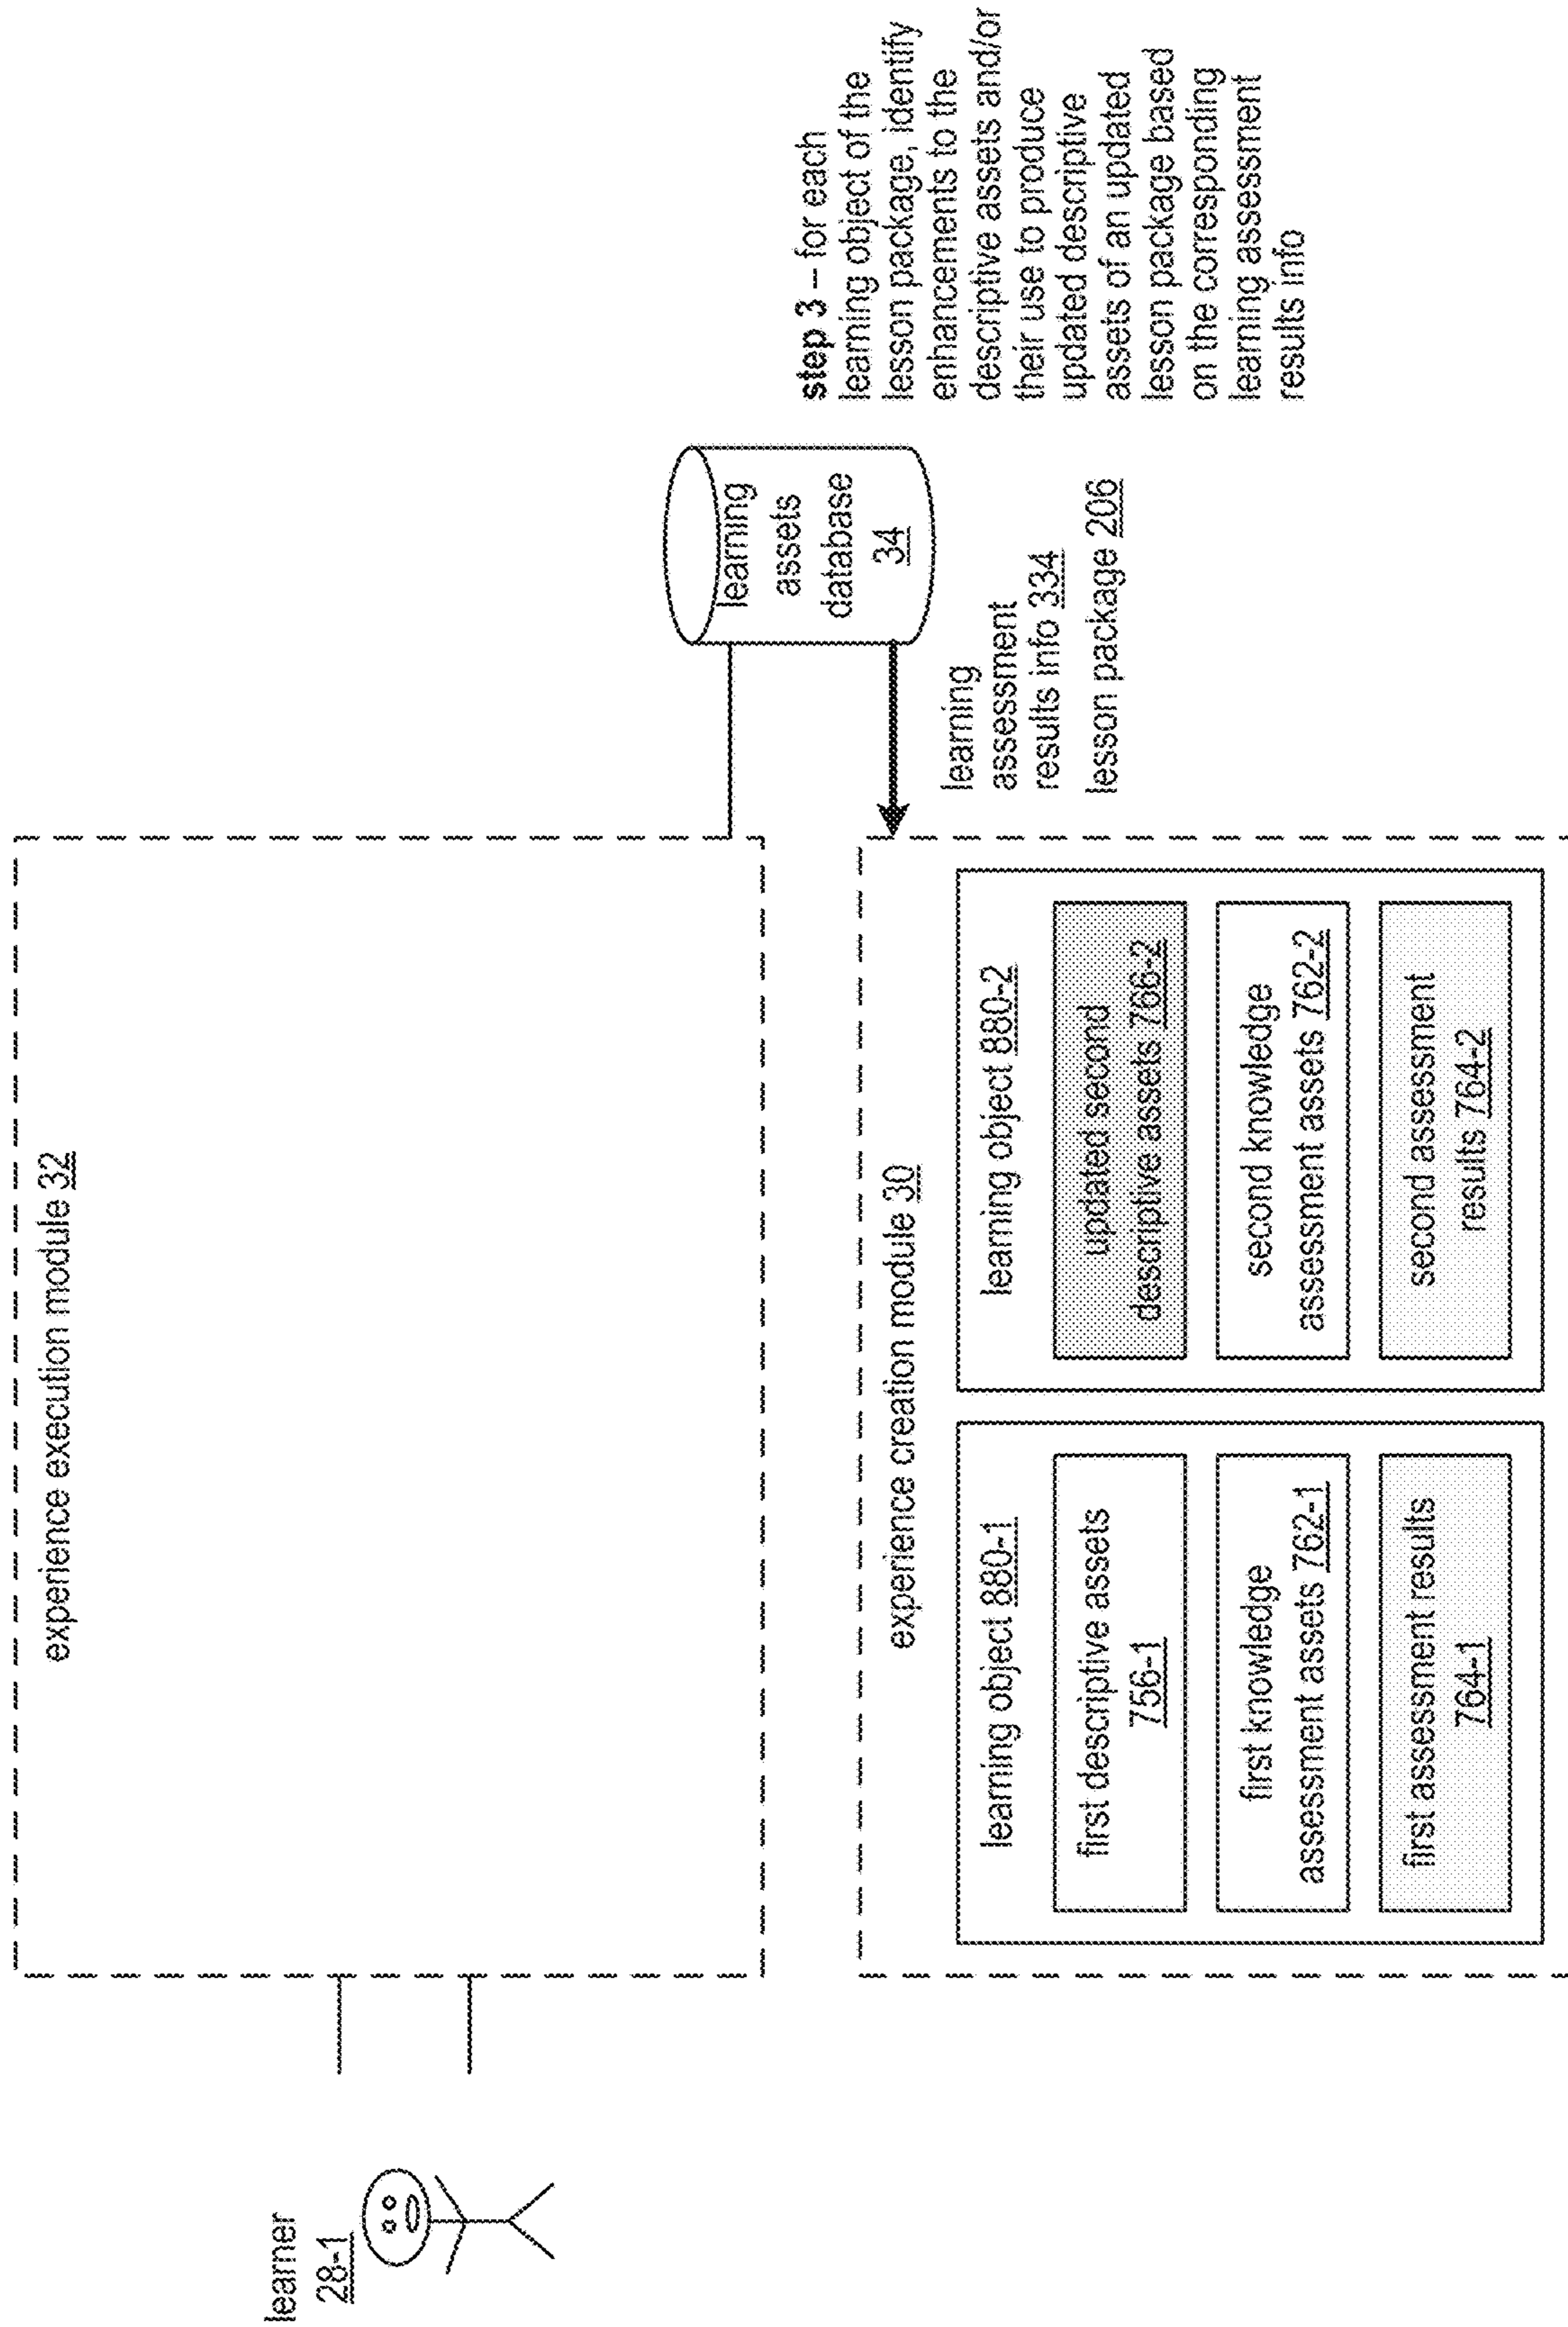 experience execution module 32
learner
28-1
learning
assets
database
34
step 3 – for each
learning object of the
lesson package, identify
enhancements to the
descriptive assets and/or
their use to produce
updated descriptive
assets of an updated
lesson package based
on the corresponding
learning assessment
results info
learning
assessment
results info 334
lesson package 206
experience creation module 30
learning object 880-1
first descriptive assets
756-1
first knowledge
assessment assets 762-1
first assessment results
764-1
learning object 880-2
updated second
descriptive assets 766-2
second knowledge
assessment assets 762-2
second assessment
results 764-2